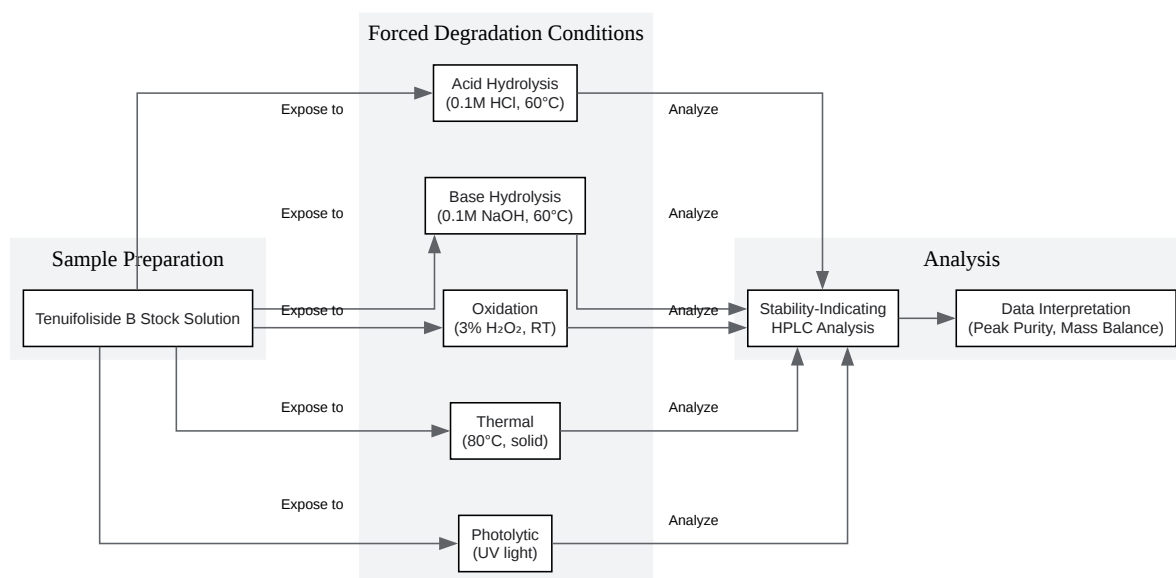 Forced Degradation Conditions
Acid Hydrolysis
(0.1M HCl, 60°C)
Expose to
Analyze
Base Hydrolysis
(0.1M NaOH, 60°C)
Expose to
Analyze
Sample Preparation
Analysis
Tenuifoliside B Stock Solution
Expose to
Oxidation
(3% H₂O₂, RT)
Analyze
Stability-Indicating
HPLC Analysis
Data Interpretation
(Peak Purity, Mass Balance)
Expose to
Thermal
(80°C, solid)
Analyze
Expose to
Photolytic
(UV light)
Analyze